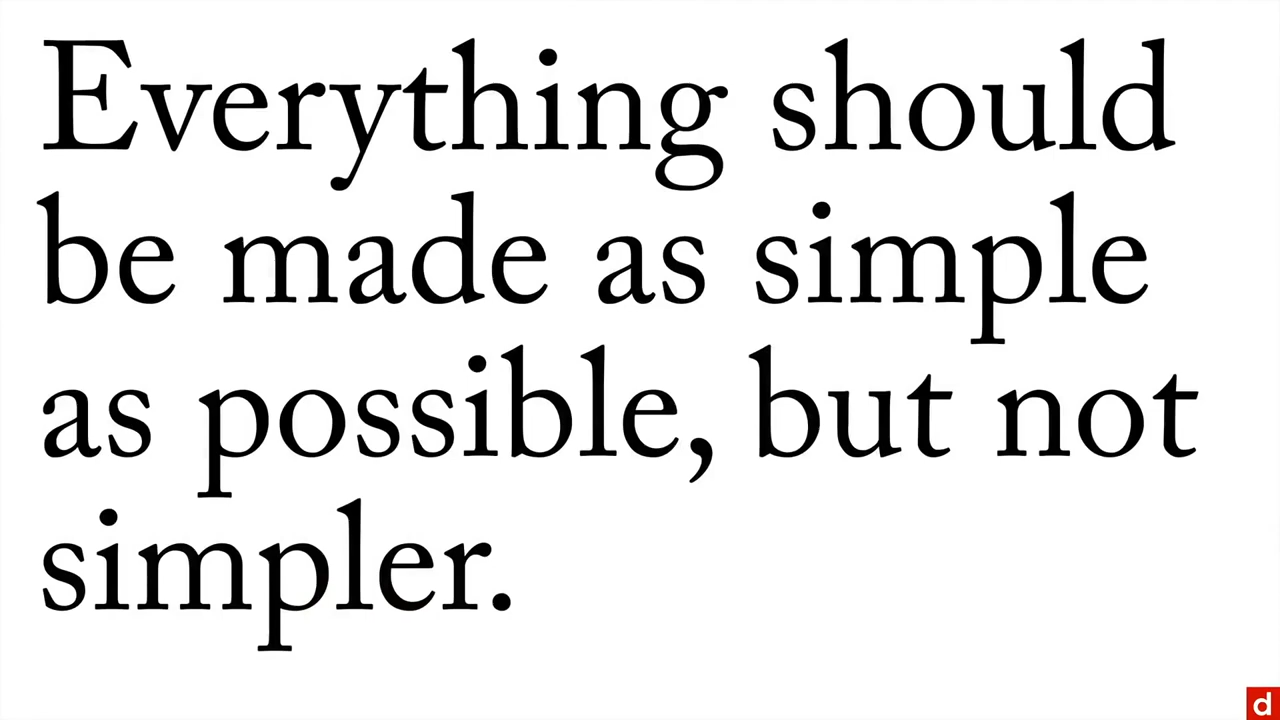 Everything should
be made as simple
as possible, but not
simpler.
d